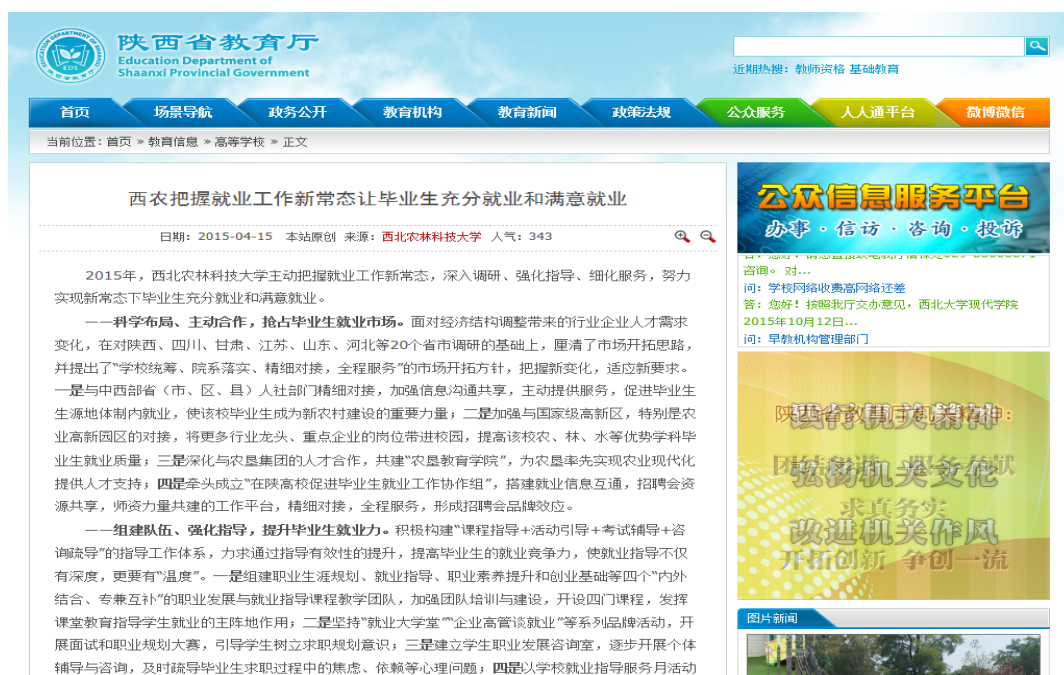 陕西省教育厅
Education Department of
Shaanxi Provincial Government
近期热搜：教师资格 基础教育
首页 场景导航 政务公开 教育机构 教育新闻 政策法规 公众服务 人人通平台 微博微信
当前位置：首页 » 教育信息 » 高等学校 » 正文
西农把握就业工作新常态让毕业生充分就业和满意就业
日期：2015-04-15 本站原创 来源：西北农林科技大学 人气：343
2015年，西北农林科技大学主动把握就业工作新常态，深入调研、强化指导、细化服务，努力
实现新常态下毕业生充分就业和满意就业。
——科学布局、主动合作，抢占毕业生就业市场。面对经济结构调整带来的行业企业人才需求
变化，在对陕西、四川、甘肃、江苏、山东、河北等20个省市调研的基础上，厘清了市场开拓思路，
并提出了“学校统筹、院系落实、精细对接，全程服务”的市场开拓方针，把握新变化，适应新要求。
一是与中西部省（市、区、县）人社部门精细对接，加强信息沟通共享，主动提供服务，促进毕业生
生源地体制内就业，使该校毕业生成为新农村建设的重要力量；二是加强与国家级高新区，特别是农
业高新园区的对接，将更多行业龙头、重点企业的岗位带进校园，提高该校农、林、水等优势学科毕
业生就业质量；三是深化与农垦集团的人才合作，共建“农垦教育学院”，为农垦率先实现农业现代化
提供人才支持；四是牵头成立“在陕高校促进毕业生就业工作协作组”，搭建就业信息互通，招聘会资
源共享，师资力量共建的工作平台，精细对接，全程服务，形成招聘会品牌效应。
——组建队伍、强化指导，提升毕业生就业力。积极构建“课程指导+活动引导+考试辅导+咨
询疏导”的指导工作体系，力求通过指导有效性的提升，提高毕业生的就业竞争力，使就业指导不仅
有深度，更要有“温度”。一是组建职业生涯规划、就业指导、职业素养提升和创业基础等四个“内外
结合、专兼互补”的职业发展与就业指导课程教学团队，加强团队培训与建设，开设四门课程，发挥
课堂教育指导学生就业的主阵地作用；二是坚持“就业大学堂”“企业高管谈就业”等系列品牌活动，开
展面试和职业规划大赛，引导学生树立求职规划意识；三是建立学生职业发展咨询室，逐步开展个体
辅导与咨询，及时疏导毕业生求职过程中的焦虑、依赖等心理问题；四是以学校就业指导服务月活动
公众信息服务平台
办事·信访·咨询·投诉
咨询。 对...
问：学校网络收费高网络还差
答：您好！按照我厅交办意见，西北大学现代学院
2015年10月12日...
问：早教机构管理部门
陕西省教育厅机关精神：
弘扬机关文化
求真务实
改进机关作风
开拓创新 争创一流
图片新闻